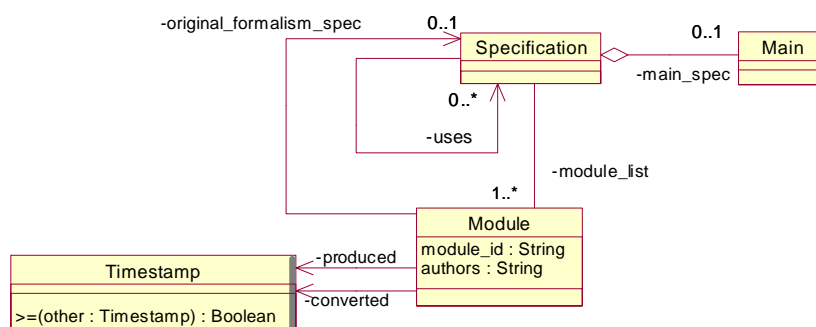 -original_formalism_spec
0..1
Specification
0..1
Main
-main_spec
0..*
-uses
-module_list
1..*
Module
module_id : String
authors : String
-produced
Timestamp
-converted
>=(other : Timestamp) : Boolean